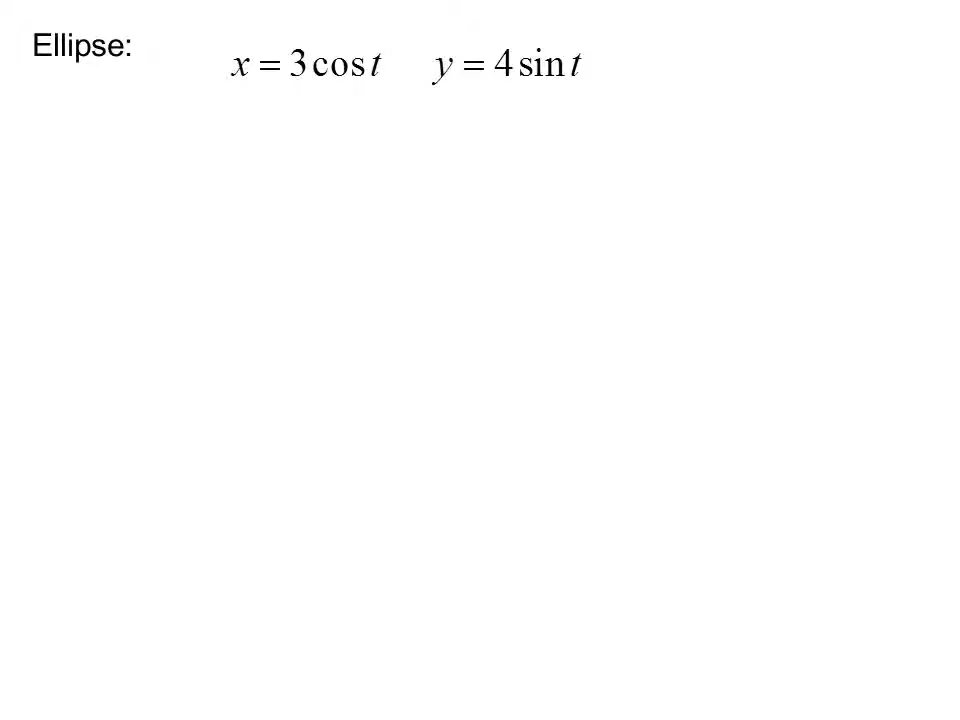 Ellipse:
x = 3 cos t  y = 4 sin t